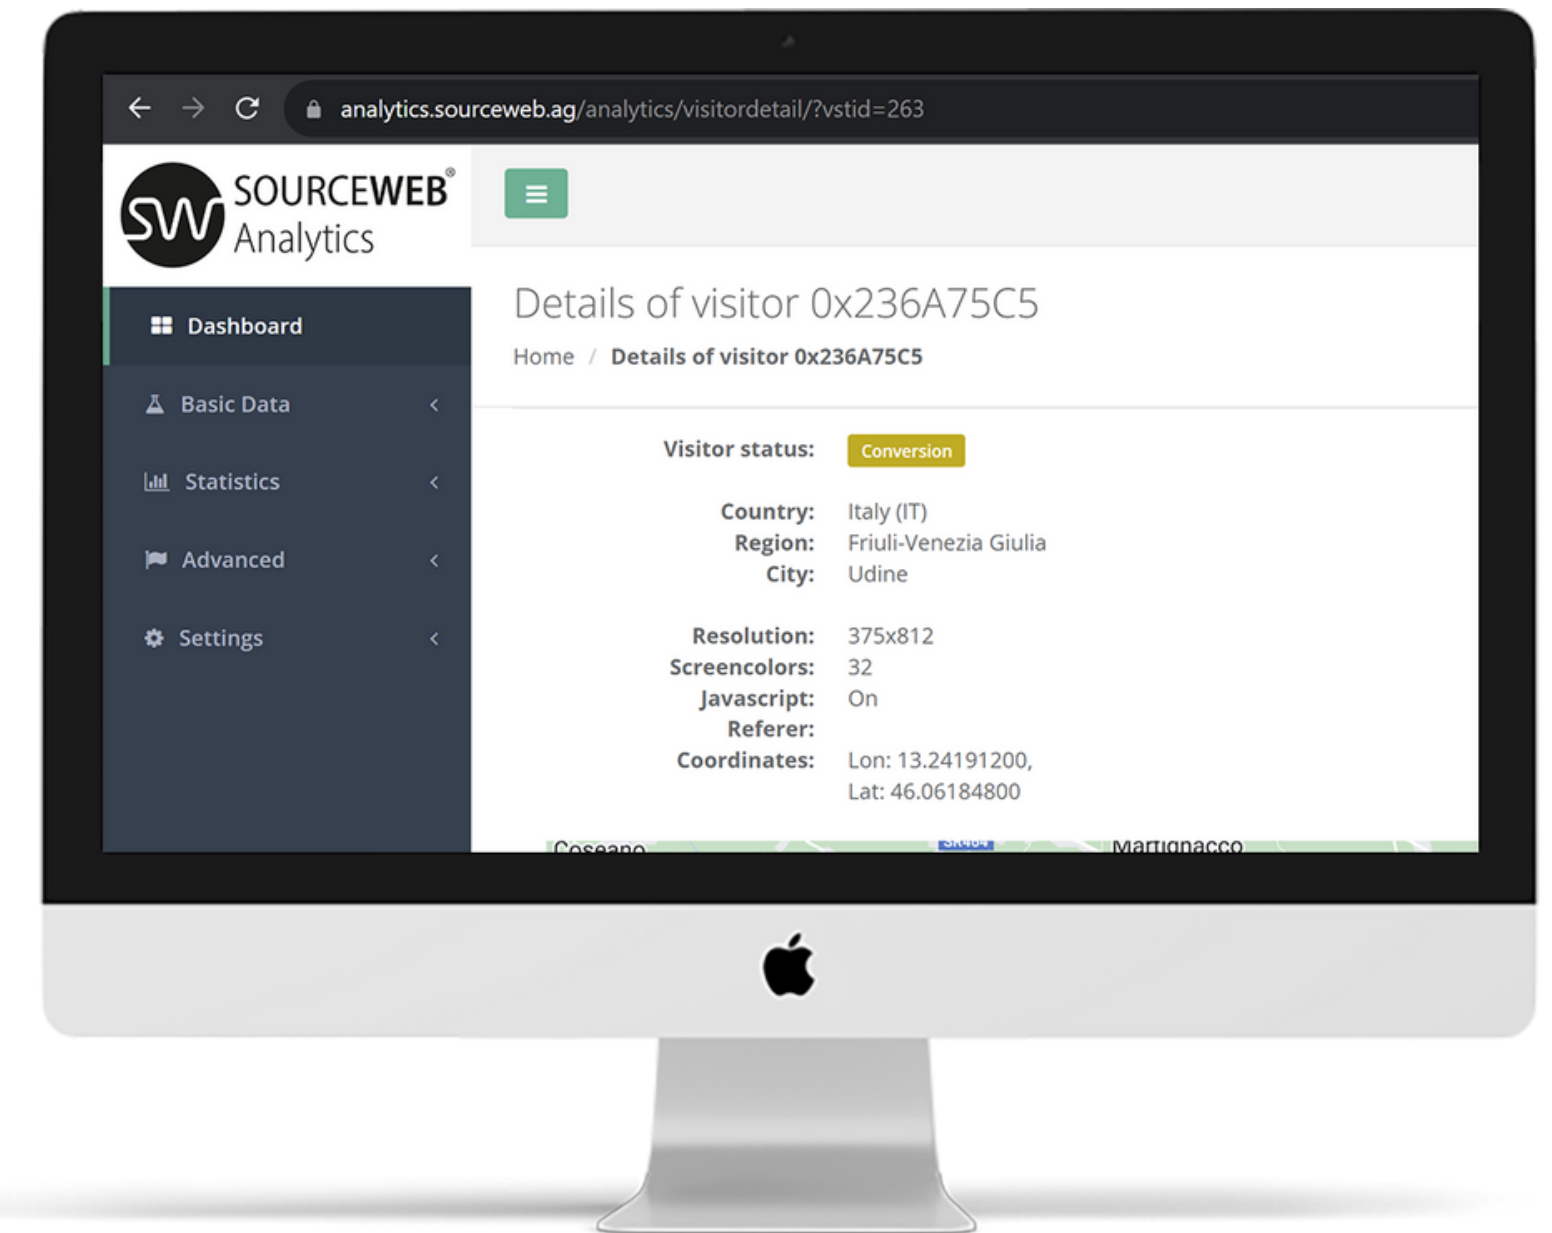 analytics.sourceweb.ag/analytics/visitordetail/?vstid=263
SW
SOURCEWEB®
Analytics
Dashboard
Basic Data
Statistics
Advanced
Settings
Details of visitor 0x236A75C5
Home / Details of visitor 0x236A75C5
Visitor status: Conversion
Country: Italy (IT)
Region: Friuli-Venezia Giulia
City: Udine
Resolution: 375x812
Screencolors: 32
Javascript: On
Referer:
Coordinates: Lon: 13.24191200,
Lat: 46.06184800
Coseano SR464 Martignacco